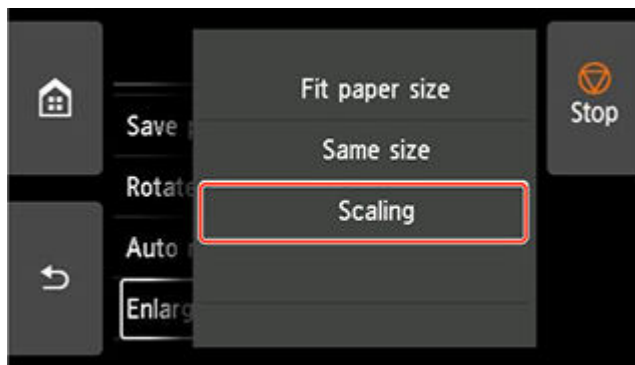 Fit paper size
Stop
Save
Same size
Rotate
Scaling
Auto
Enlarg